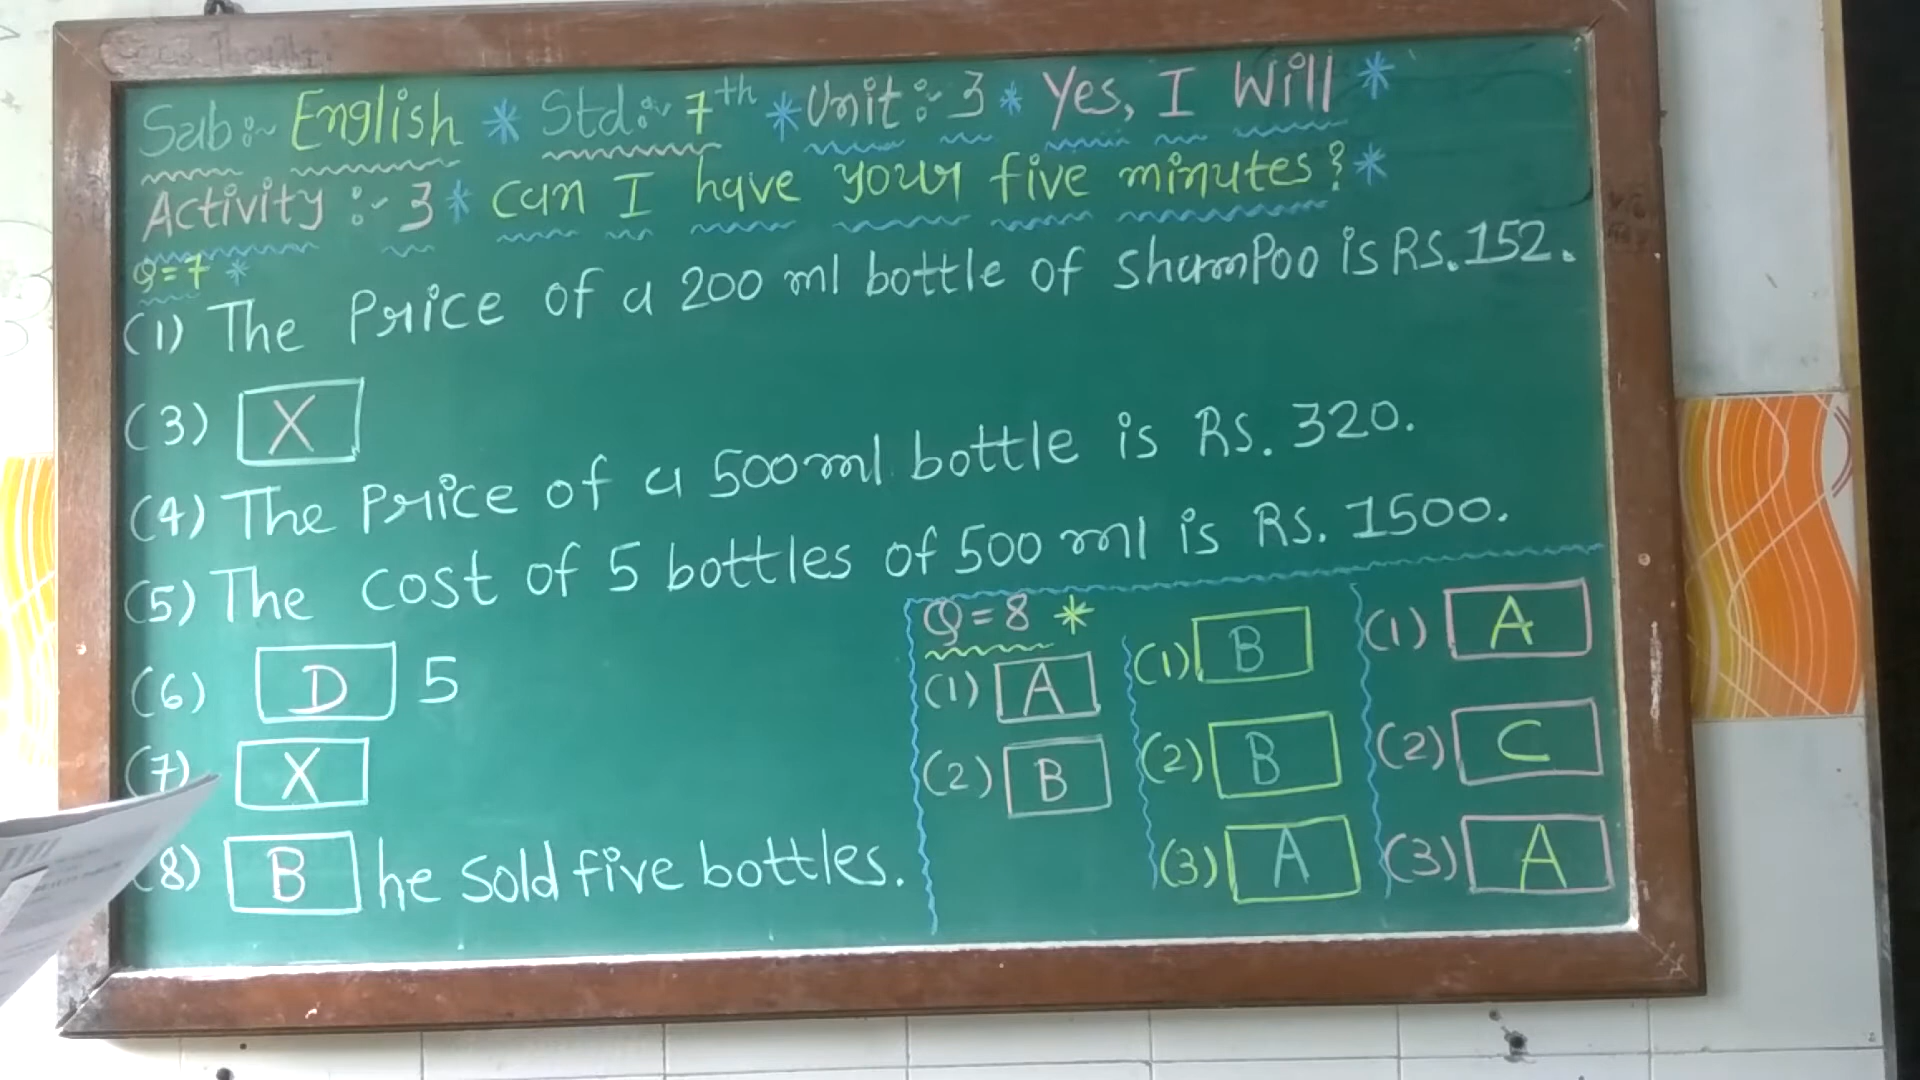 Sub:- English * Std:- 7th * Unit:- 3 * Yes, I Will *
Activity :- 3 * can I have your five minutes? *
Q=7 *
(1) The Price of a 200 ml bottle of ShamPoo is RS. 152.
(3) X
(4) The Price of a 500ml bottle is RS. 320.
(5) The Cost of 5 bottles of 500 ml is RS. 1500.
(6) D 5
(7) X
(8) B he Sold five bottles.
Q=8 *
(1) A
(2) B
(1) B
(2) B
(3) A
(1) A
(2) C
(3) A